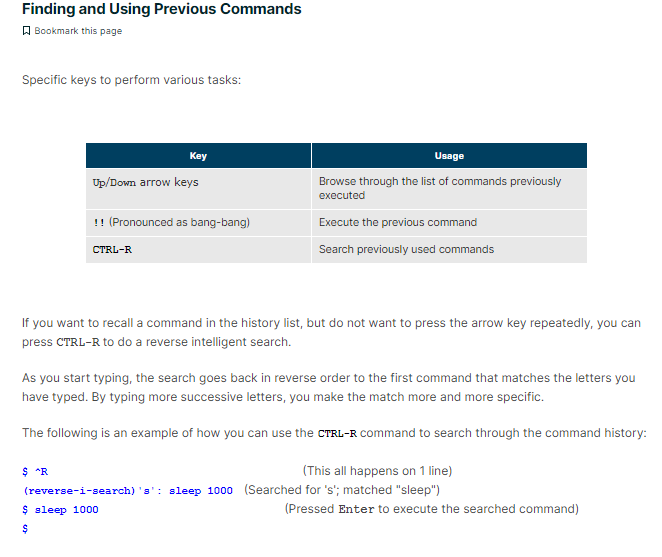 Finding and Using Previous Commands
Bookmark this page
Specific keys to perform various tasks:
Key Usage
Up/Down arrow keys Browse through the list of commands previously
executed
!! (Pronounced as bang-bang) Execute the previous command
CTRL-R Search previously used commands
If you want to recall a command in the history list, but do not want to press the arrow key repeatedly, you can
press CTRL-R to do a reverse intelligent search.
As you start typing, the search goes back in reverse order to the first command that matches the letters you
have typed. By typing more successive letters, you make the match more and more specific.
The following is an example of how you can use the CTRL-R command to search through the command history:
$ ^R (This all happens on 1 line)
(reverse-i-search)'s': sleep 1000 (Searched for 's'; matched "sleep")
$ sleep 1000 (Pressed Enter to execute the searched command)
$